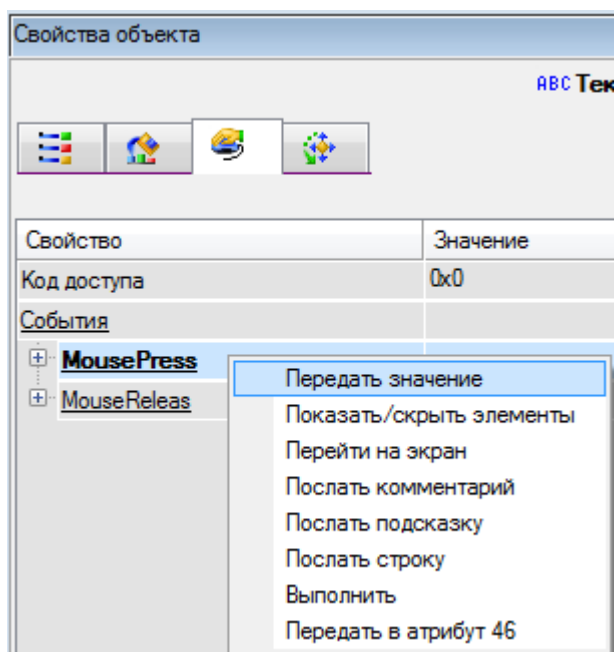 Свойства объекта
ABC Тек
Свойство Значение
Код доступа 0x0
События
MousePress
MouseReleas
Передать значение
Показать/скрыть элементы
Перейти на экран
Послать комментарий
Послать подсказку
Послать строку
Выполнить
Передать в атрибут 46